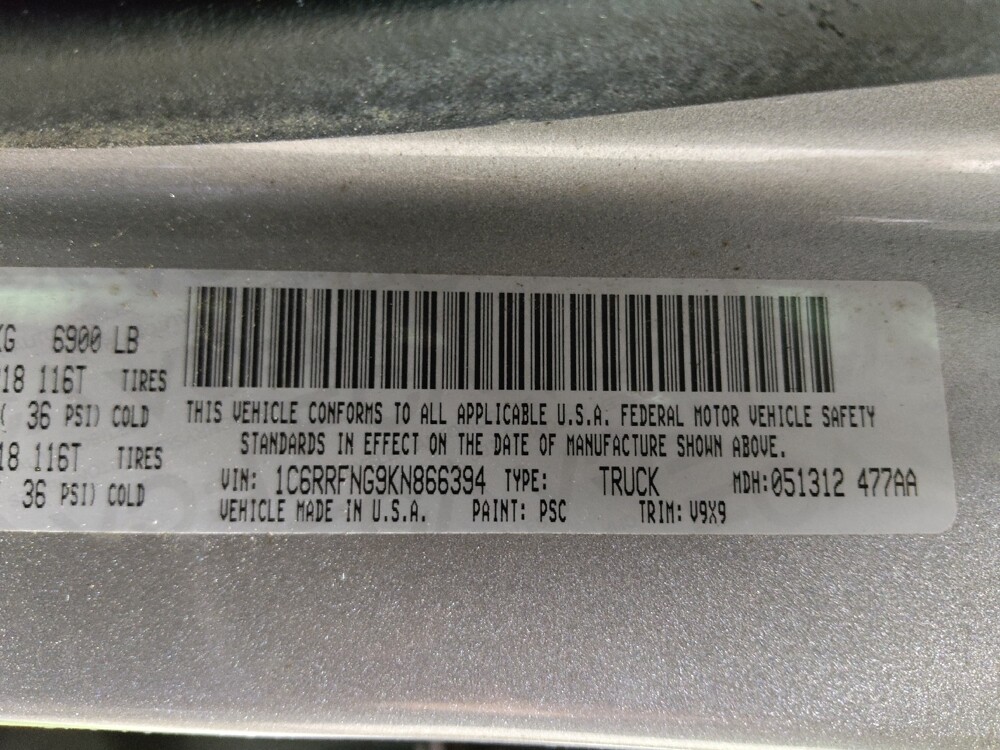 KG 6900 LB
18 116T TIRES
( 36 PSI) COLD
18 116T TIRES
36 PSI) COLD
THIS VEHICLE CONFORMS TO ALL APPLICABLE U.S.A. FEDERAL MOTOR VEHICLE SAFETY
STANDARDS IN EFFECT ON THE DATE OF MANUFACTURE SHOWN ABOVE.
VIN: 1C6RRFNG9KN866394 TYPE: TRUCK MDH:051312 477AA
VEHICLE MADE IN U.S.A. PAINT: PSC TRIM: V9X9